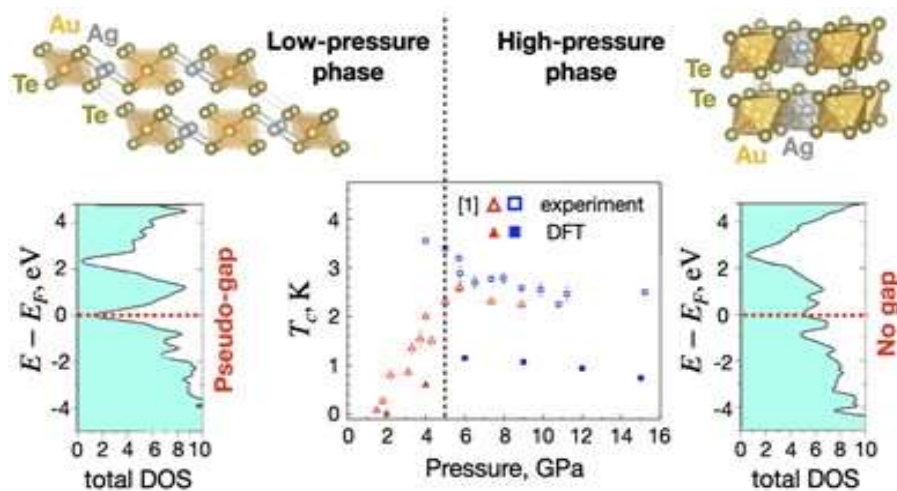 Au
Ag
Te
Te
Low-pressure
phase
High-pressure
phase
Te
Te
Au
Ag
E − E_F, eV
4
2
0
-2
-4
0 2 4 6 8 10
total DOS
Pseudo-gap
T_c, K
4
3
2
1
0
[1] experiment
DFT
0 2 4 6 8 10 12 14 16
Pressure, GPa
E − E_F, eV
4
2
0
-2
-4
0 2 4 6 8 10
total DOS
No gap